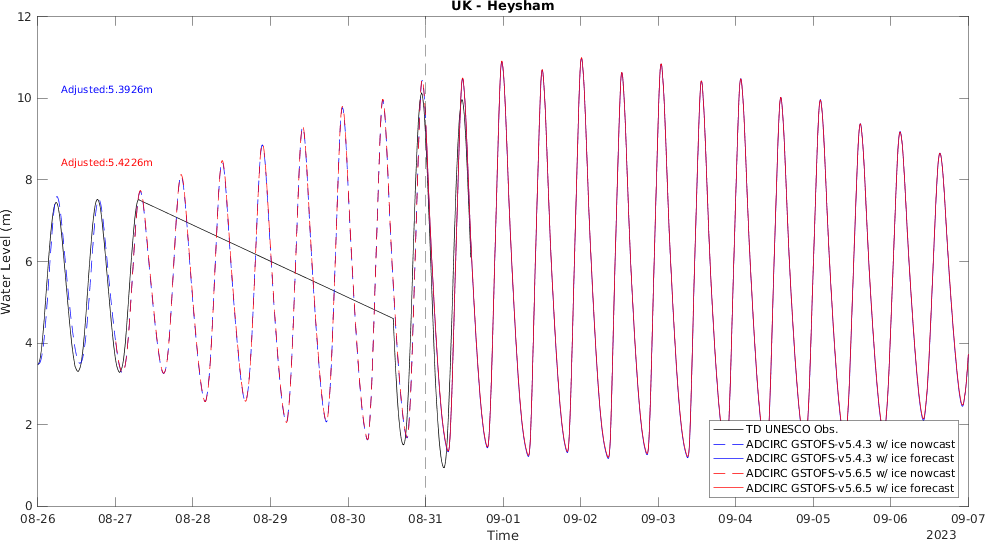 UK - Heysham
12
10
8
6
4
2
0
Water Level (m)
Adjusted:5.3926m
Adjusted:5.4226m
TD UNESCO Obs.
ADCIRC GSTOFS-v5.4.3 w/ ice nowcast
ADCIRC GSTOFS-v5.4.3 w/ ice forecast
ADCIRC GSTOFS-v5.6.5 w/ ice nowcast
ADCIRC GSTOFS-v5.6.5 w/ ice forecast
08-26 08-27 08-28 08-29 08-30 08-31 09-01 09-02 09-03 09-04 09-05 09-06 09-07
Time
2023